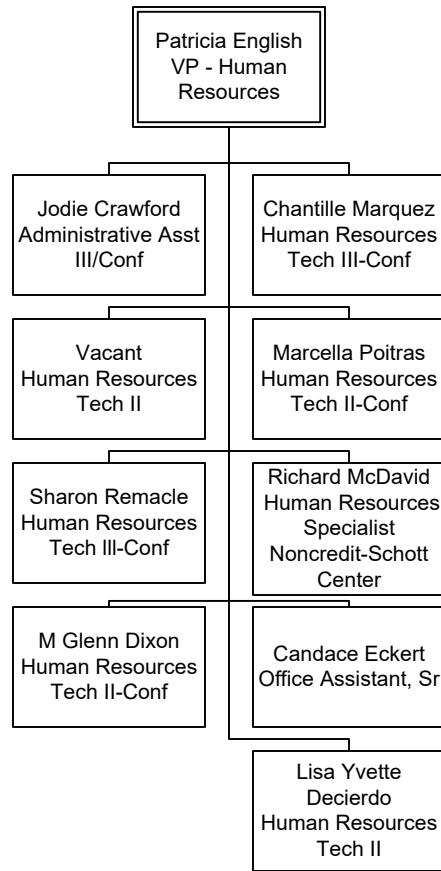 Patricia English
VP - Human
Resources
Jodie Crawford
Administrative Asst
III/Conf
Chantille Marquez
Human Resources
Tech III-Conf
Vacant
Human Resources
Tech II
Marcella Poitras
Human Resources
Tech II-Conf
Sharon Remacle
Human Resources
Tech III-Conf
Richard McDavid
Human Resources
Specialist
Noncredit-Schott
Center
M Glenn Dixon
Human Resources
Tech II-Conf
Candace Eckert
Office Assistant, Sr
Lisa Yvette
Decierdo
Human Resources
Tech II